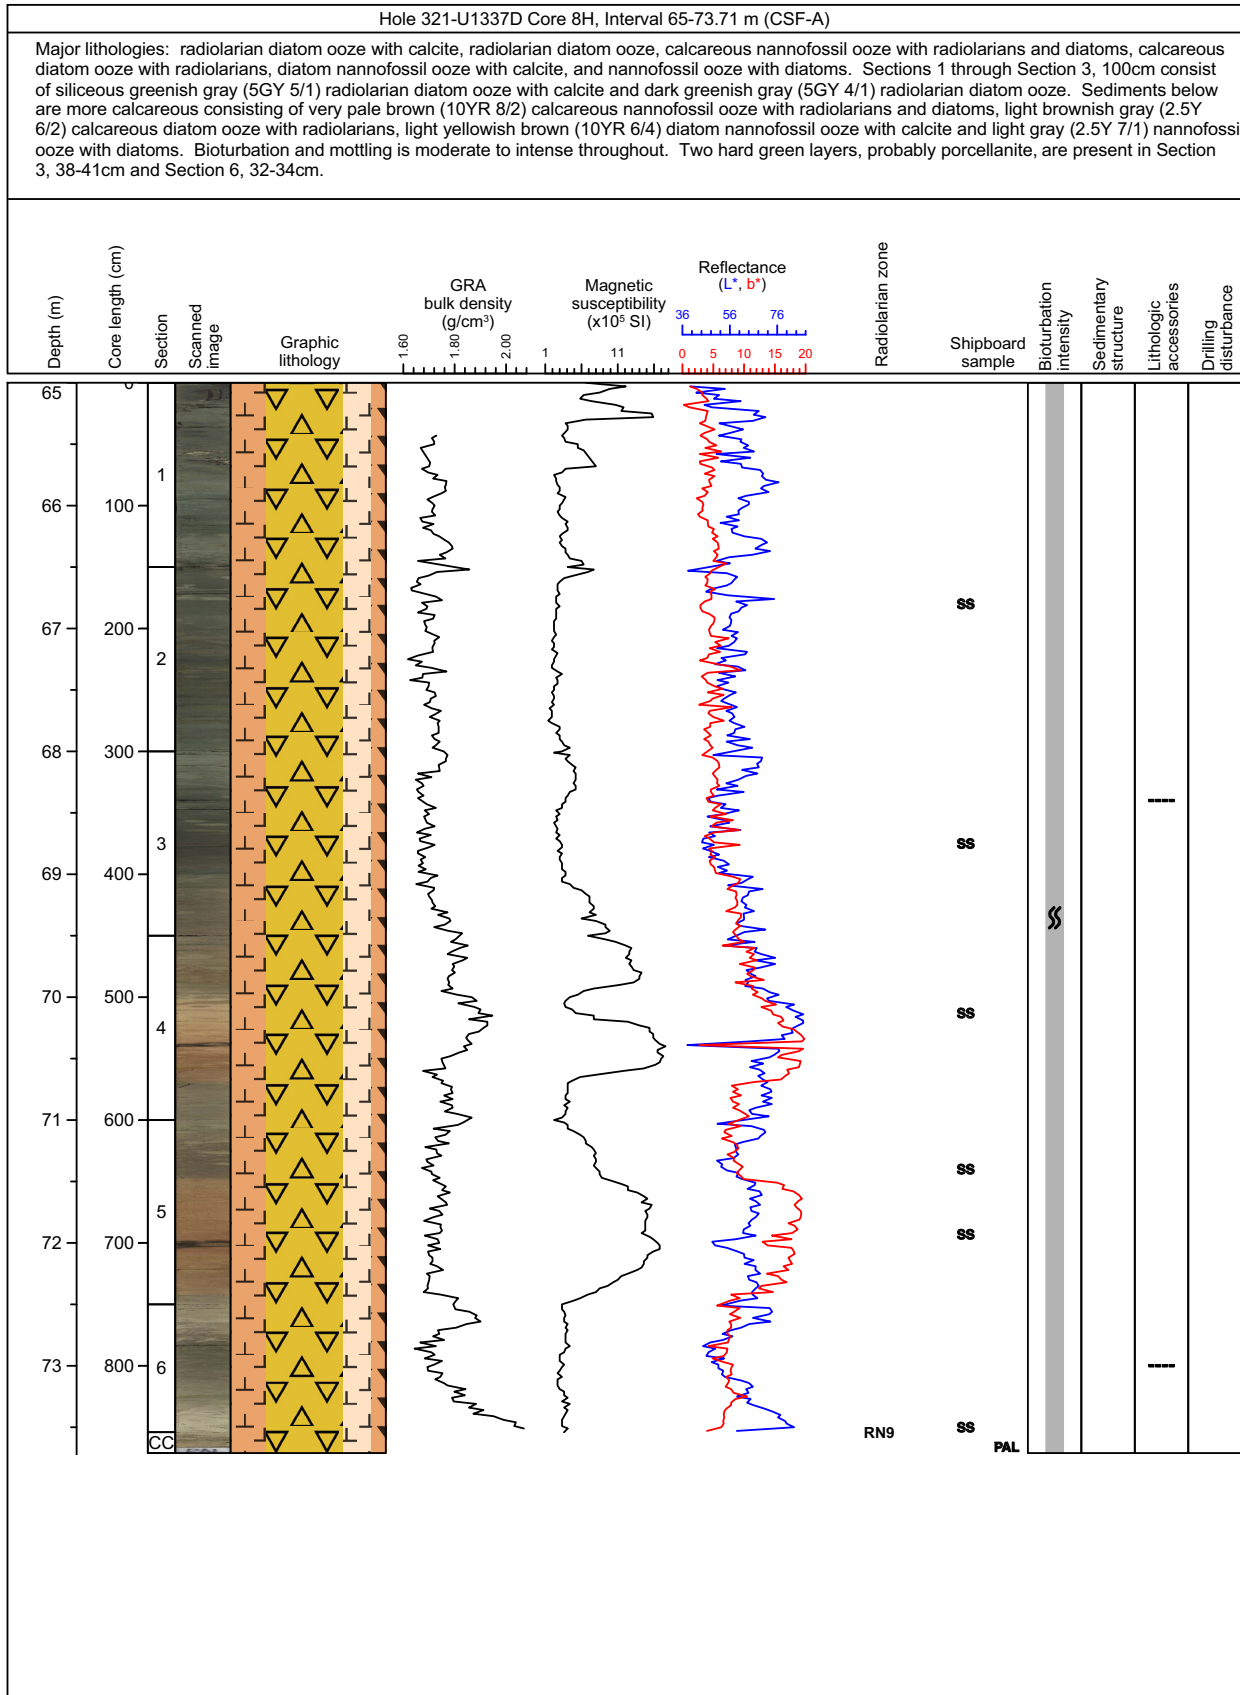 Hole 321-U1337D Core 8H, Interval 65-73.71 m (CSF-A)
Major lithologies: radiolarian diatom ooze with calcite, radiolarian diatom ooze, calcareous nannofossil ooze with radiolarians and diatoms, calcareous
diatom ooze with radiolarians, diatom nannofossil ooze with calcite, and nannofossil ooze with diatoms. Sections 1 through Section 3, 100cm consist
of siliceous greenish gray (5GY 5/1) radiolarian diatom ooze with calcite and dark greenish gray (5GY 4/1) radiolarian diatom ooze. Sediments below
are more calcareous consisting of very pale brown (10YR 8/2) calcareous nannofossil ooze with radiolarians and diatoms, light brownish gray (2.5Y
6/2) calcareous diatom ooze with radiolarians, light yellowish brown (10YR 6/4) diatom nannofossil ooze with calcite and light gray (2.5Y 7/1) nannofossi
ooze with diatoms. Bioturbation and mottling is moderate to intense throughout. Two hard green layers, probably porcellanite, are present in Section
3, 38-41cm and Section 6, 32-34cm.
Depth (m)
Core length (cm)
Section
Scanned
image
Graphic
lithology
GRA
bulk density
(g/cm³)
1.60
1.80
2.00
Magnetic
susceptibility
(x10⁵ SI)
1 11
Reflectance
(L*, b*)
36 56 76
0 5 10 15 20
Radiolarian zone
Shipboard
sample
Bioturbation
intensity
Sedimentary
structure
Lithologic
accessories
Drilling
disturbance
65 0
1
66 100
SS
67 200
2
68 300
3
SS
69 400
70 500
4
SS
71 600
SS
5
SS
72 700
73 800
6
CC
RN9
SS
PAL